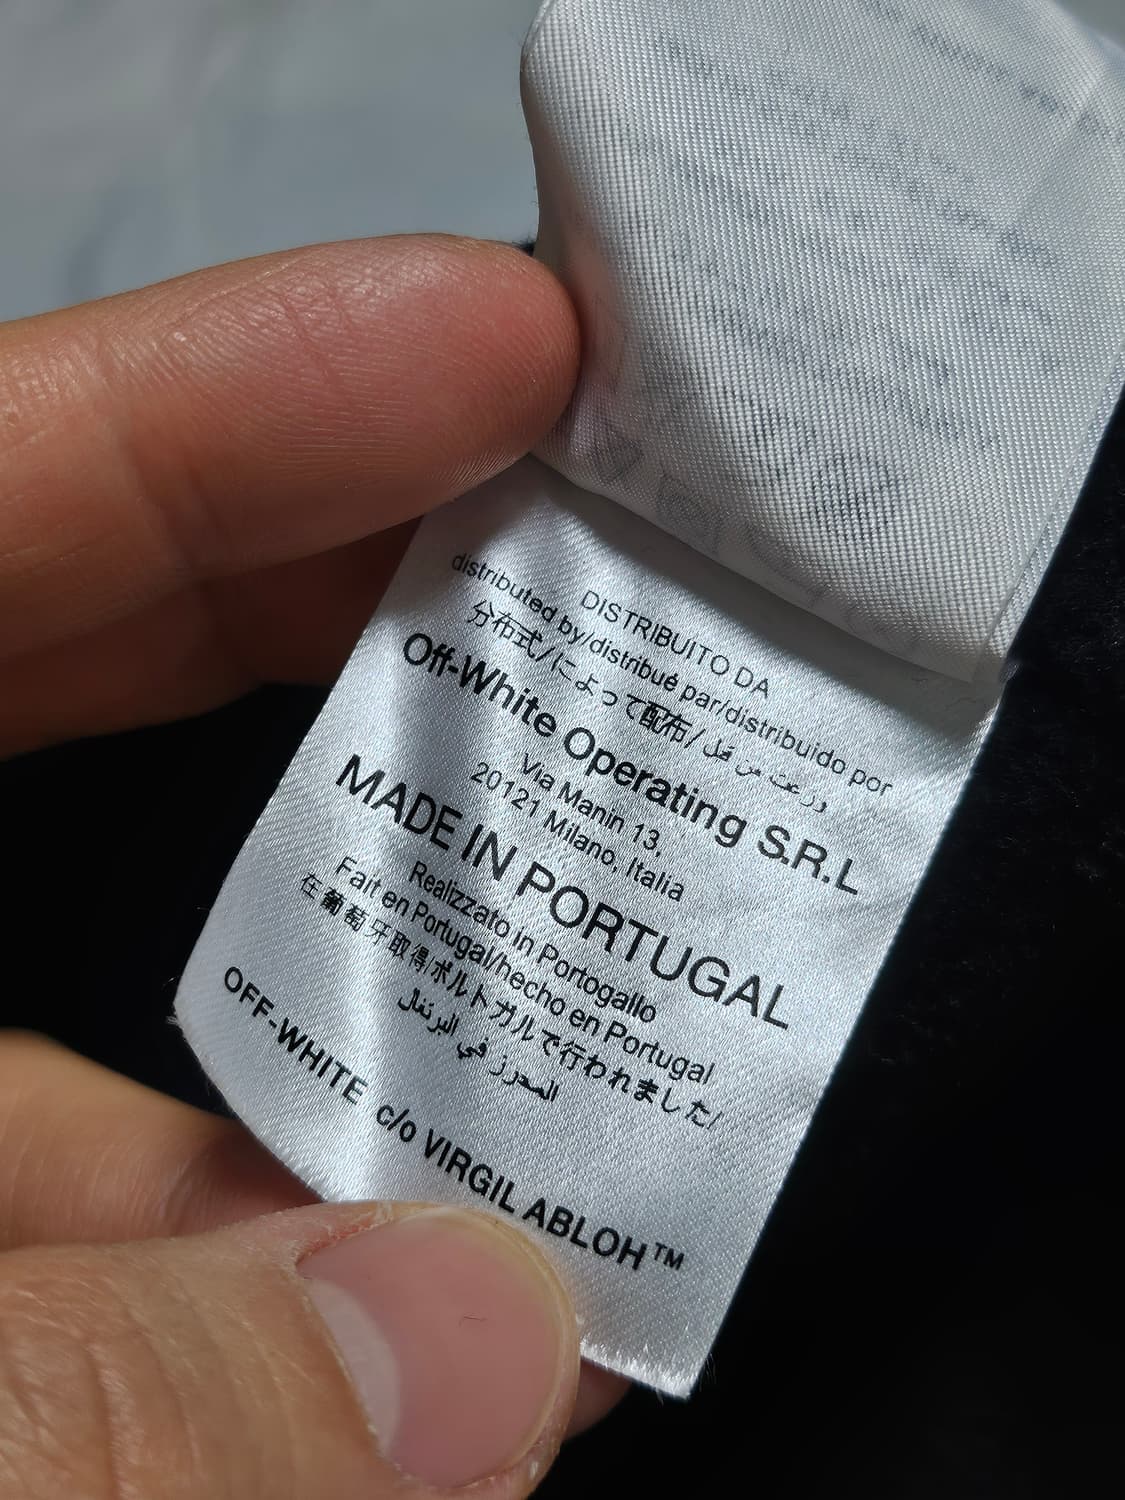 DISTRIBUITO DA
distributed by/distribué par/distribuido por
分布式/によって配布/وزعت من قبل
Off-White Operating S.R.L
Via Manin 13,
20121 Milano, Italia
MADE IN PORTUGAL
Realizzato in Portogallo
Fait en Portugal/hecho en Portugal
在葡萄牙取得/ポルトガルで行われました/
في البرتغال
OFF-WHITE c/o VIRGIL ABLOH™